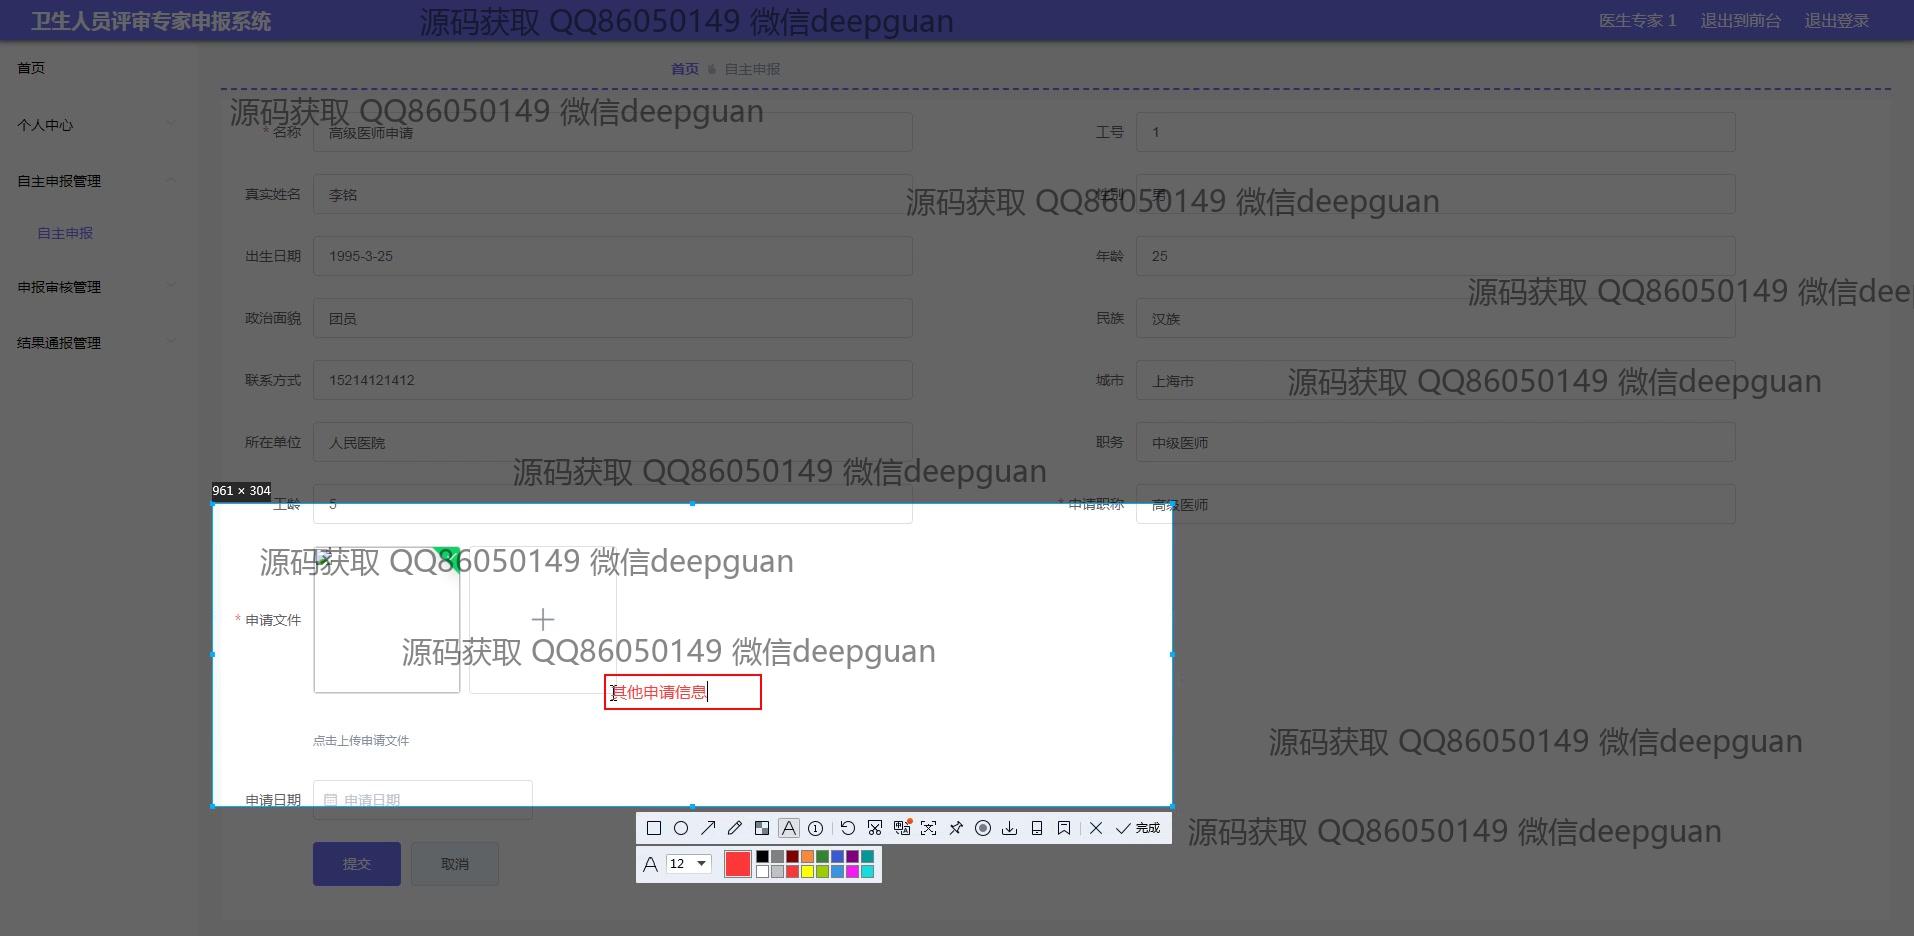 卫生人员评审专家申报系统
源码获取 QQ86050149 微信deepguan
医生专家 1 退出到前台 退出登录
首页
首页 自主申报
源码获取 QQ86050149 微信deepguan
个人中心
* 名称 高级医师申请
工号 1
自主申报管理
真实姓名 李铭
性别 男
源码获取 QQ86050149 微信deepguan
自主申报
出生日期 1995-3-25
年龄 25
申报审核管理
源码获取 QQ86050149 微信dee
政治面貌 团员
民族 汉族
结果通报管理
联系方式 15214121412
城市 上海市
源码获取 QQ86050149 微信deepguan
所在单位 人民医院
职务 中级医师
源码获取 QQ86050149 微信deepguan
961 × 304
工龄 5
* 申请职称 高级医师
源码获取 QQ86050149 微信deepguan
* 申请文件
源码获取 QQ86050149 微信deepguan
其他申请信息
点击上传申请文件
源码获取 QQ86050149 微信deepguan
申请日期 申请日期
A 1 完成
源码获取 QQ86050149 微信deepguan
提交 取消
A 12